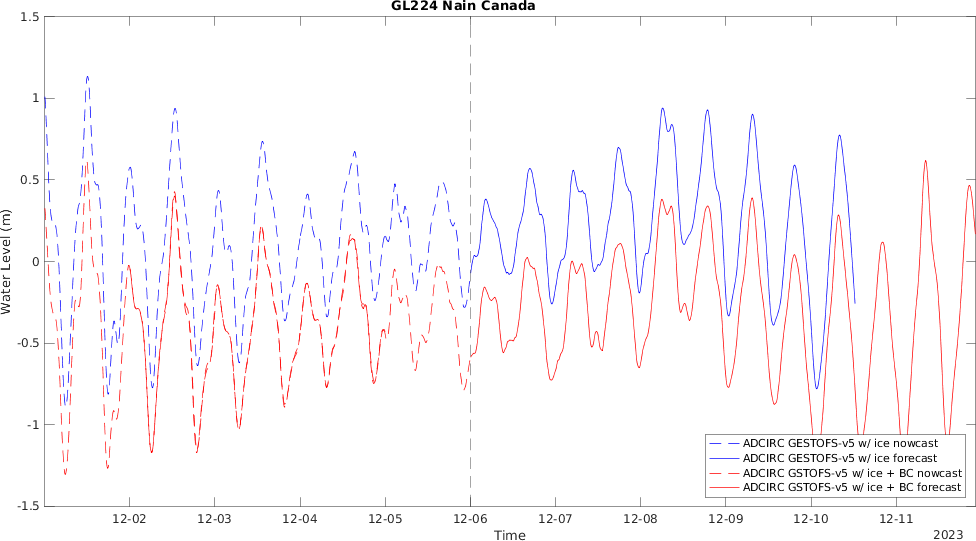 GL224 Nain Canada
1.5
1
0.5
0
-0.5
-1
-1.5
Water Level (m)
12-02 12-03 12-04 12-05 12-06 12-07 12-08 12-09 12-10 12-11
Time
2023
ADCIRC GESTOFS-v5 w/ ice nowcast
ADCIRC GESTOFS-v5 w/ ice forecast
ADCIRC GSTOFS-v5 w/ ice + BC nowcast
ADCIRC GSTOFS-v5 w/ ice + BC forecast